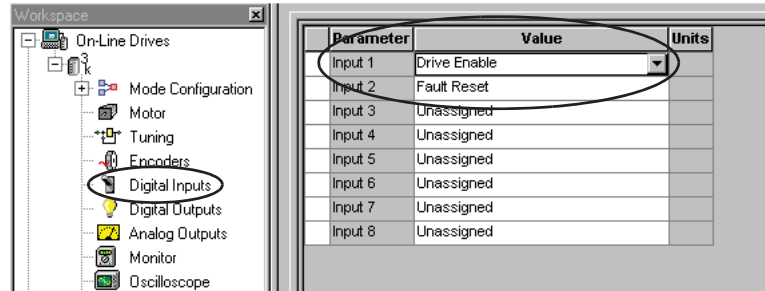 Workspace
On-Line Drives
3
k
Mode Configuration
Motor
Tuning
Encoders
Digital Inputs
Digital Outputs
Analog Outputs
Monitor
Oscilloscope
Parameter Value Units
Input 1 Drive Enable
Input 2 Fault Reset
Input 3 Unassigned
Input 4 Unassigned
Input 5 Unassigned
Input 6 Unassigned
Input 7 Unassigned
Input 8 Unassigned